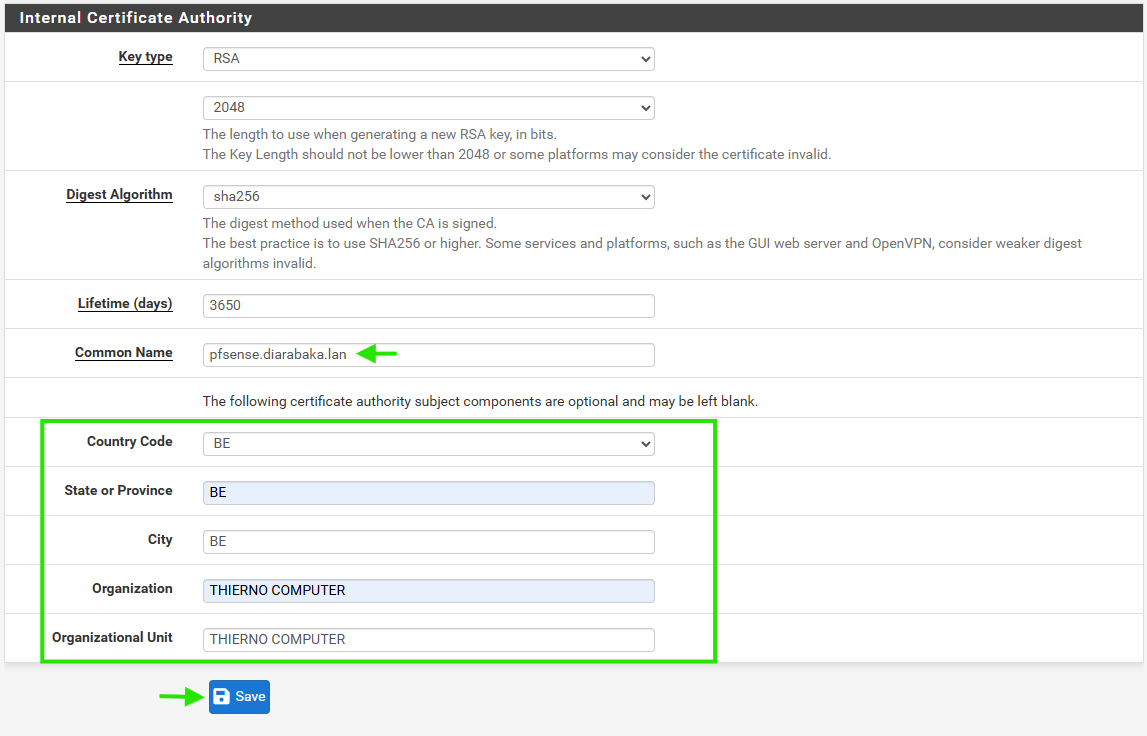 Internal Certificate Authority
Key type
RSA
2048
The length to use when generating a new RSA key, in bits.
The Key Length should not be lower than 2048 or some platforms may consider the certificate invalid.
Digest Algorithm
sha256
The digest method used when the CA is signed.
The best practice is to use SHA256 or higher. Some services and platforms, such as the GUI web server and OpenVPN, consider weaker digest
algorithms invalid.
Lifetime (days)
3650
Common Name
pfsense.diarabaka.lan
The following certificate authority subject components are optional and may be left blank.
Country Code
BE
State or Province
BE
City
BE
Organization
THIERNO COMPUTER
Organizational Unit
THIERNO COMPUTER
Save